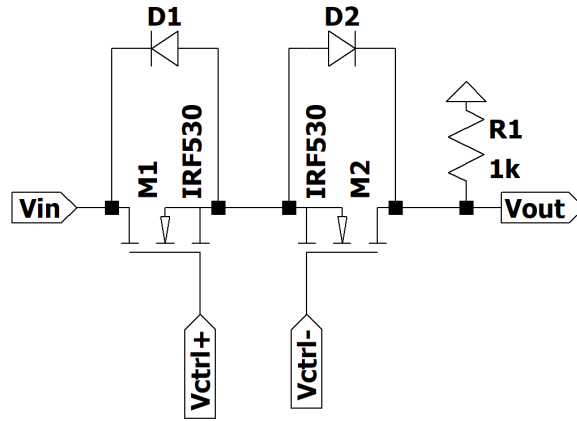 D1
D2
M1
IRF530
IRF530
M2
R1
1k
Vin
Vout
Vctrl+
Vctrl-